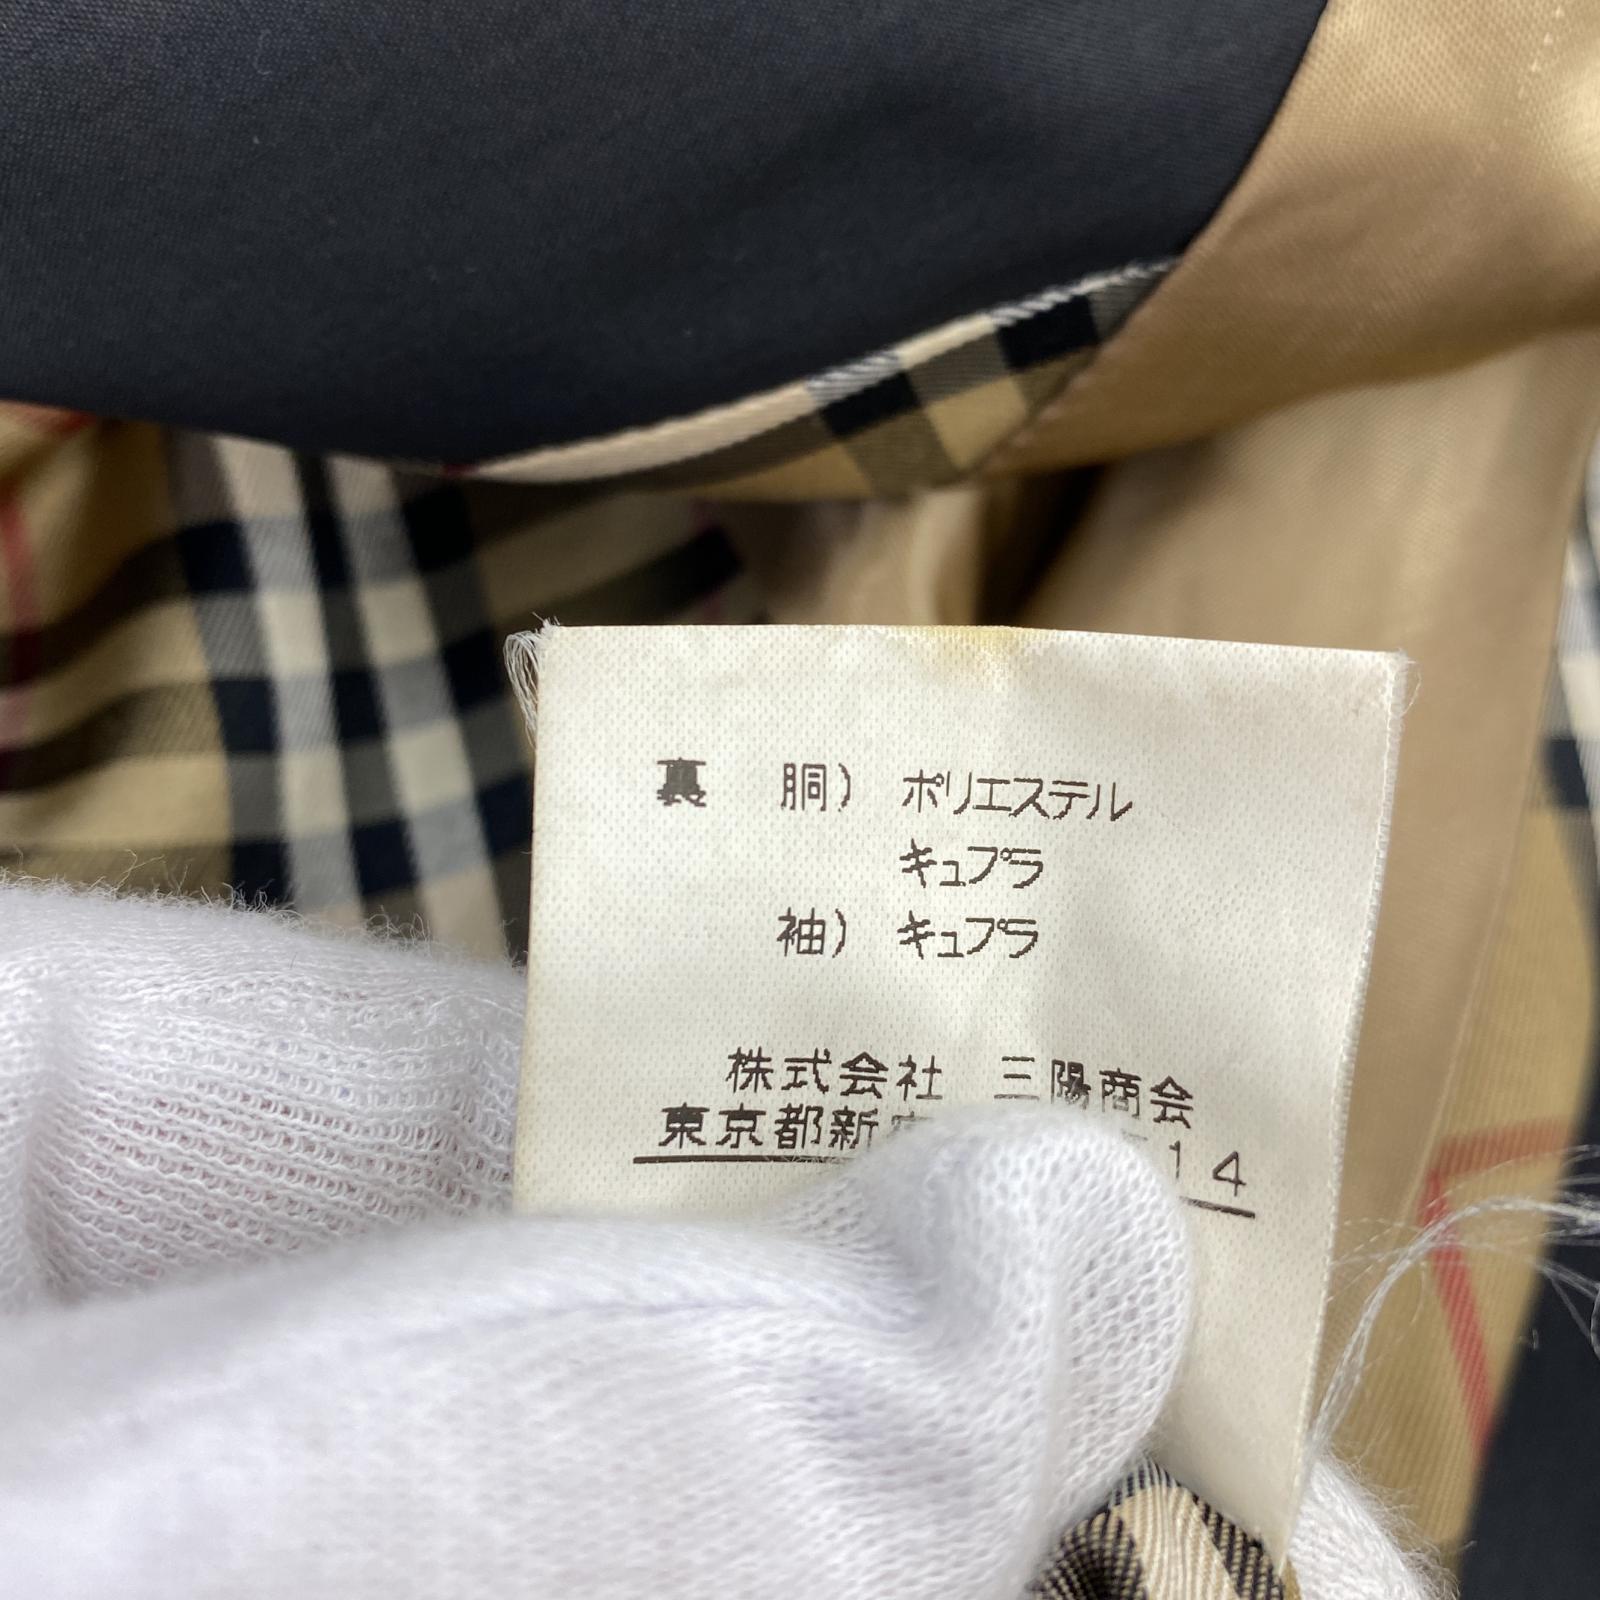 裏 胴) ポリエステル
キュプラ
袖) キュプラ
株式会社 三陽商会
東京都新 14